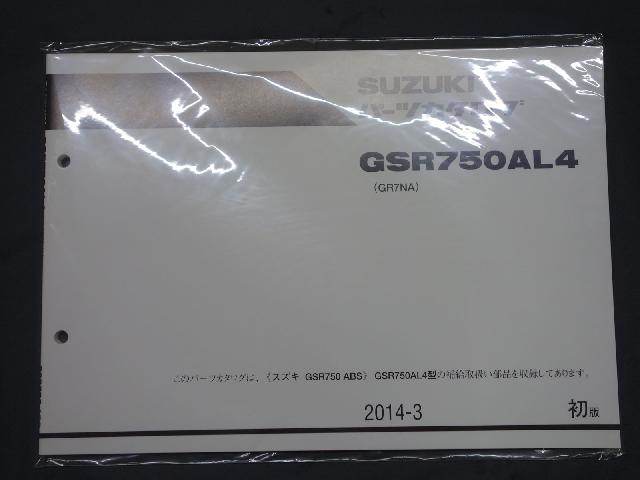 SUZUKI
パーツカタログ
GSR750AL4
(GR7NA)
このパーツカタログは、《スズキ GSR750 ABS》 GSR750AL4型の補給取扱い部品を収録してあります。
2014-3 初版